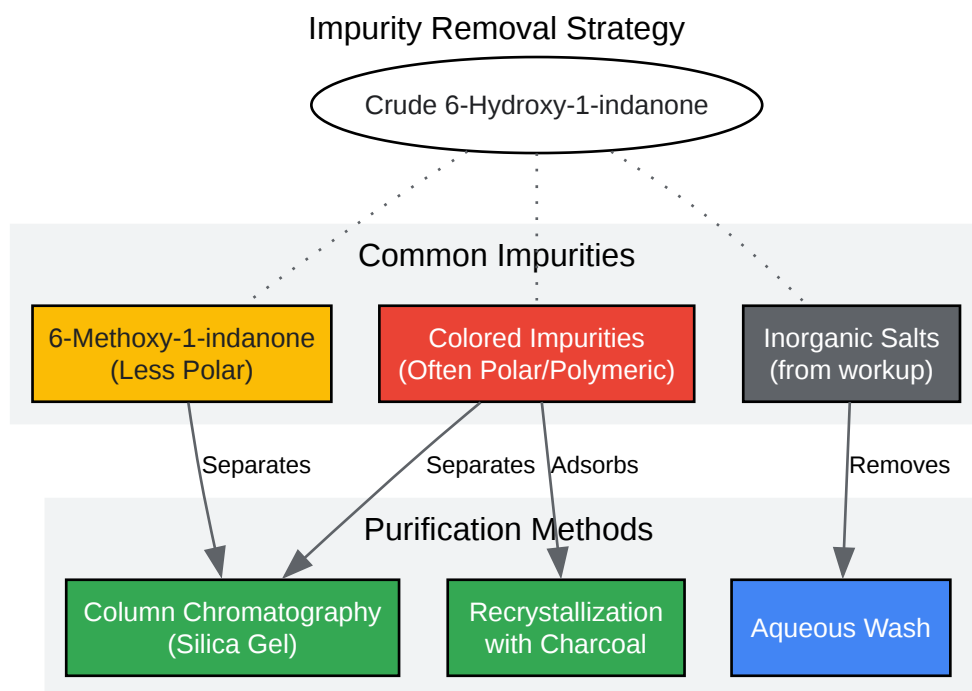 Impurity Removal Strategy
Crude 6-Hydroxy-1-indanone
Common Impurities
6-Methoxy-1-indanone
(Less Polar)
Colored Impurities
(Often Polar/Polymeric)
Inorganic Salts
(from workup)
Separates
Separates
Adsorbs
Removes
Purification Methods
Column Chromatography
(Silica Gel)
Recrystallization
with Charcoal
Aqueous Wash